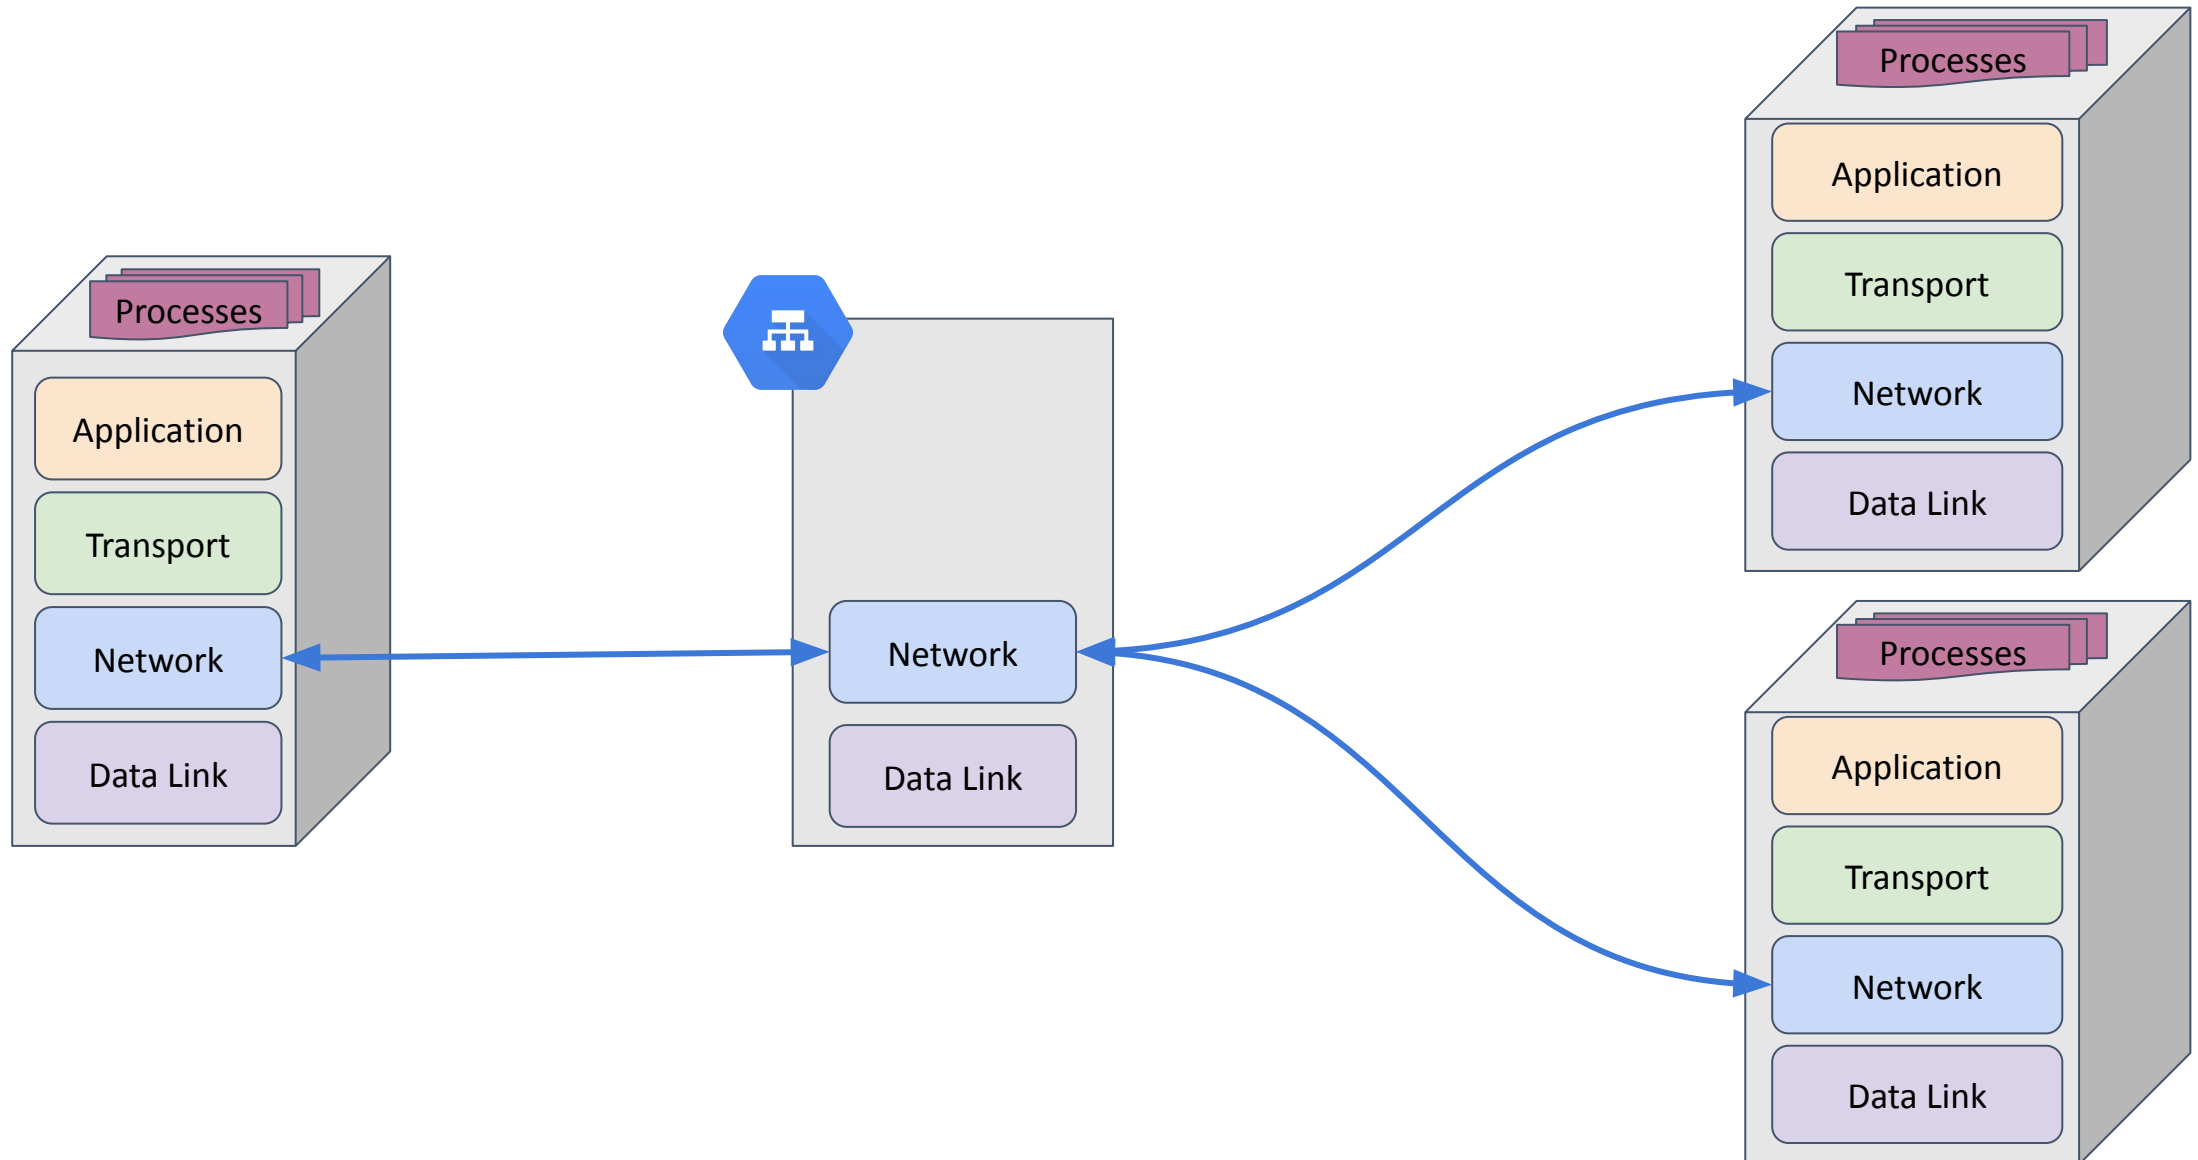 Processes
Application
Transport
Network
Data Link
Network
Data Link
Processes
Application
Transport
Network
Data Link
Processes
Application
Transport
Network
Data Link